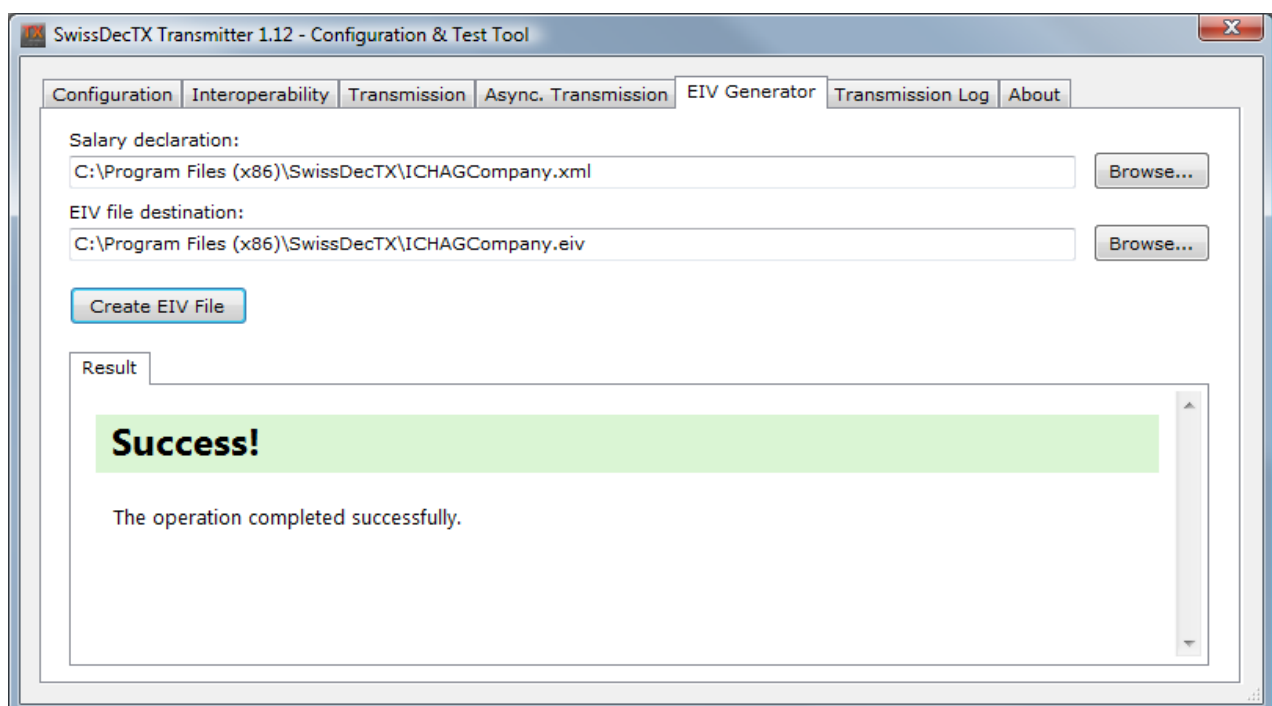 TX SwissDecTX Transmitter 1.12 - Configuration & Test Tool
Configuration Interoperability Transmission Async. Transmission EIV Generator Transmission Log About
Salary declaration:
C:\Program Files (x86)\SwissDecTX\ICHAGCompany.xml Browse...
EIV file destination:
C:\Program Files (x86)\SwissDecTX\ICHAGCompany.eiv Browse...
Create EIV File
Result
Success!
The operation completed successfully.